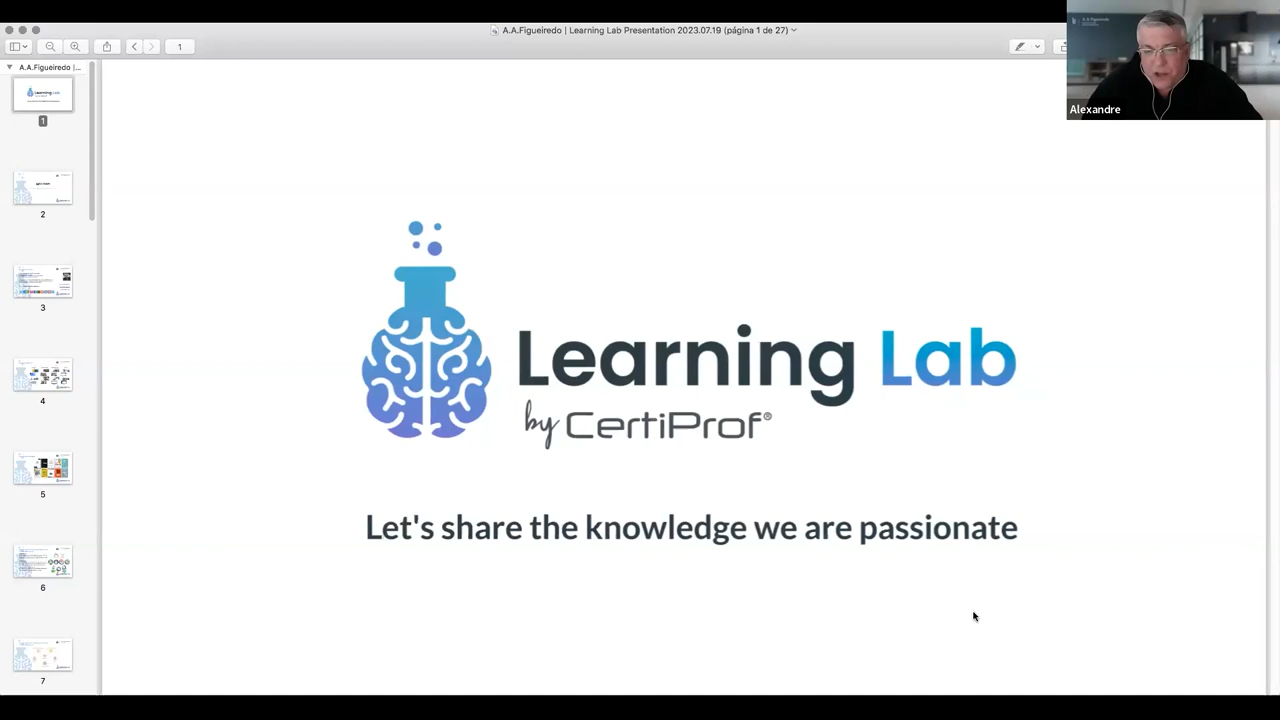 A.A.Figueiredo | Learning Lab Presentation 2023.07.19 (página 1 de 27)
1
A.A.Figueiredo |...
Alexandre
1
2
3
4
5
6
7
Learning Lab
by CertiProf®
Let's share the knowledge we are passionate